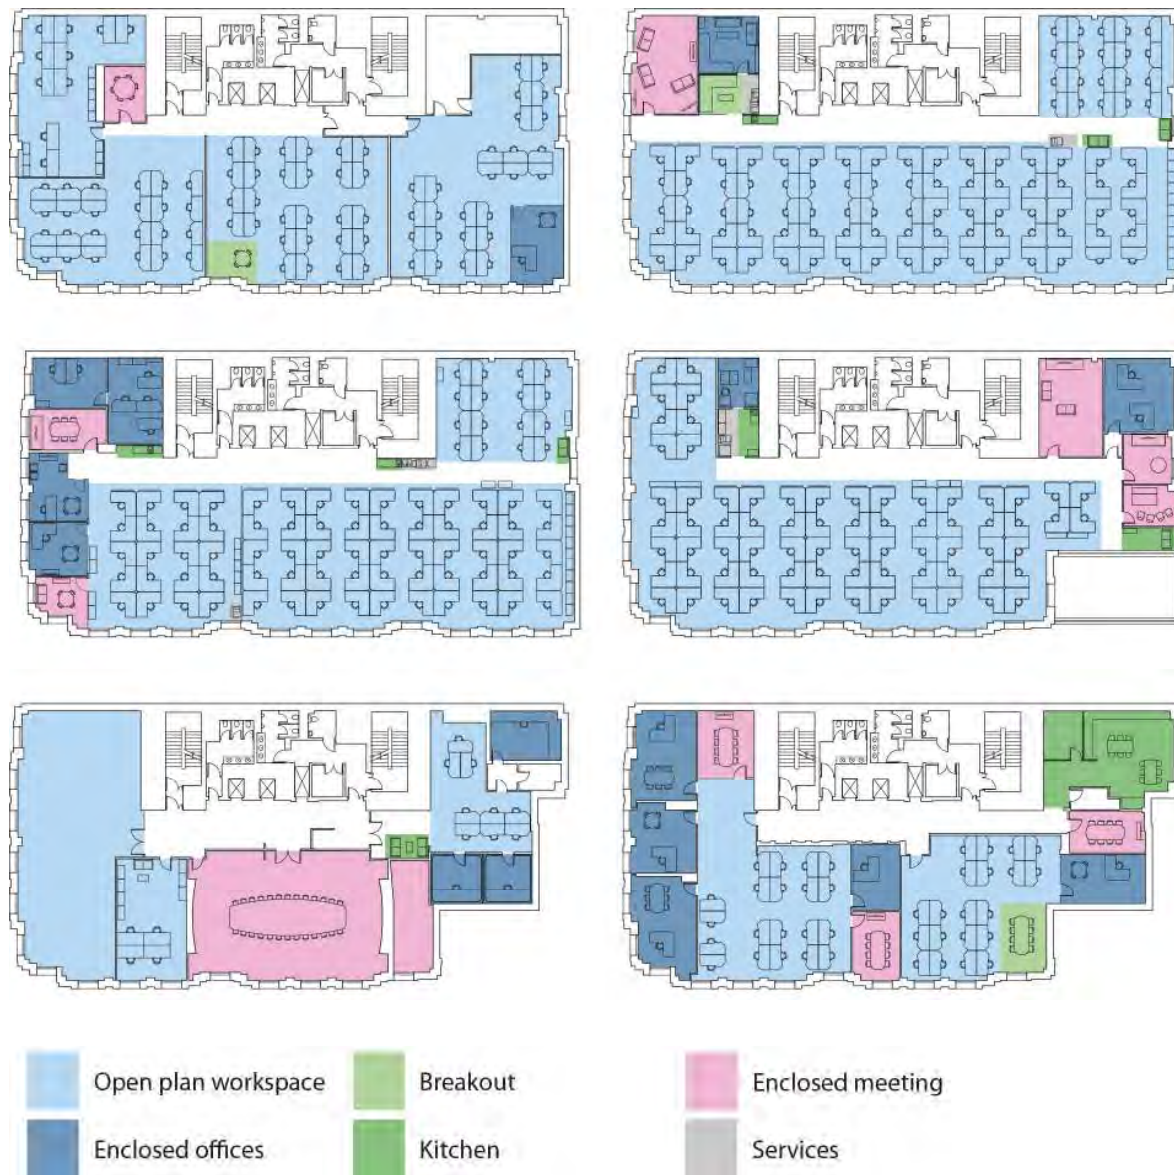 Open plan workspace
Breakout
Enclosed meeting
Enclosed offices
Kitchen
Services